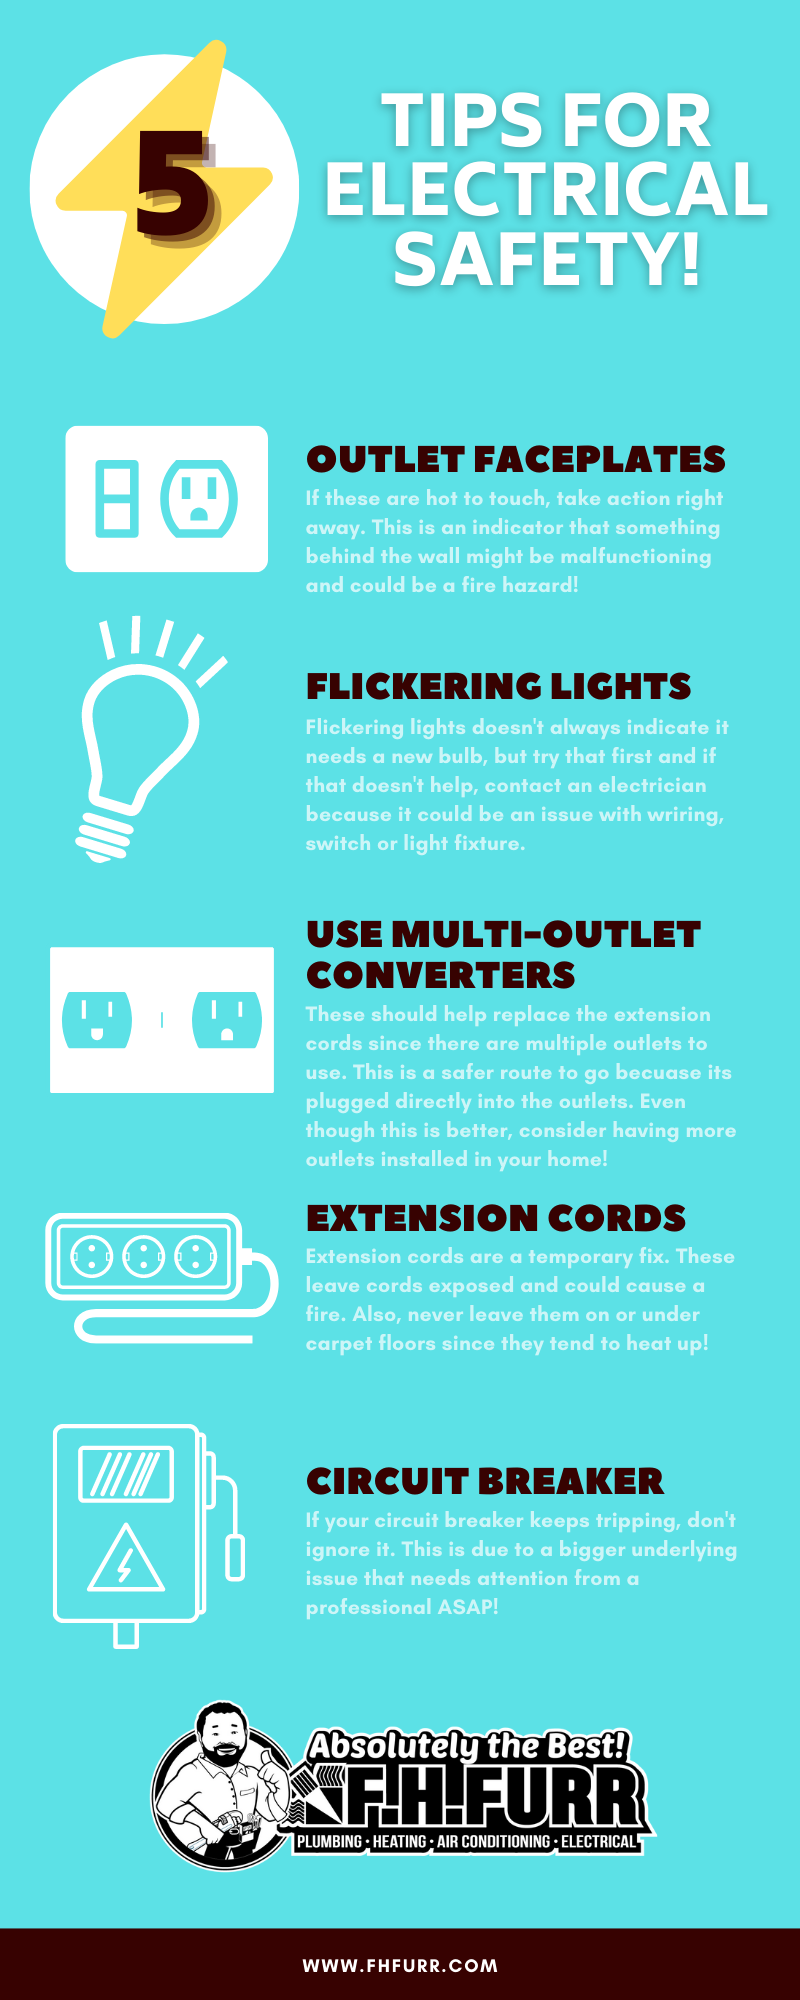 5
TIPS FOR
ELECTRICAL
SAFETY!
OUTLET FACEPLATES
If these are hot to touch, take action right
away. This is an indicator that something
behind the wall might be malfunctioning
and could be a fire hazard!
FLICKERING LIGHTS
Flickering lights doesn't always indicate it
needs a new bulb, but try that first and if
that doesn't help, contact an electrician
because it could be an issue with wriring,
switch or light fixture.
USE MULTI-OUTLET
CONVERTERS
These should help replace the extension
cords since there are multiple outlets to
use. This is a safer route to go becuase its
plugged directly into the outlets. Even
though this is better, consider having more
outlets installed in your home!
EXTENSION CORDS
Extension cords are a temporary fix. These
leave cords exposed and could cause a
fire. Also, never leave them on or under
carpet floors since they tend to heat up!
CIRCUIT BREAKER
If your circuit breaker keeps tripping, don't
ignore it. This is due to a bigger underlying
issue that needs attention from a
professional ASAP!
Absolutely the Best!
F.H.FURR
PLUMBING • HEATING • AIR CONDITIONING • ELECTRICAL
WWW.FHFURR.COM